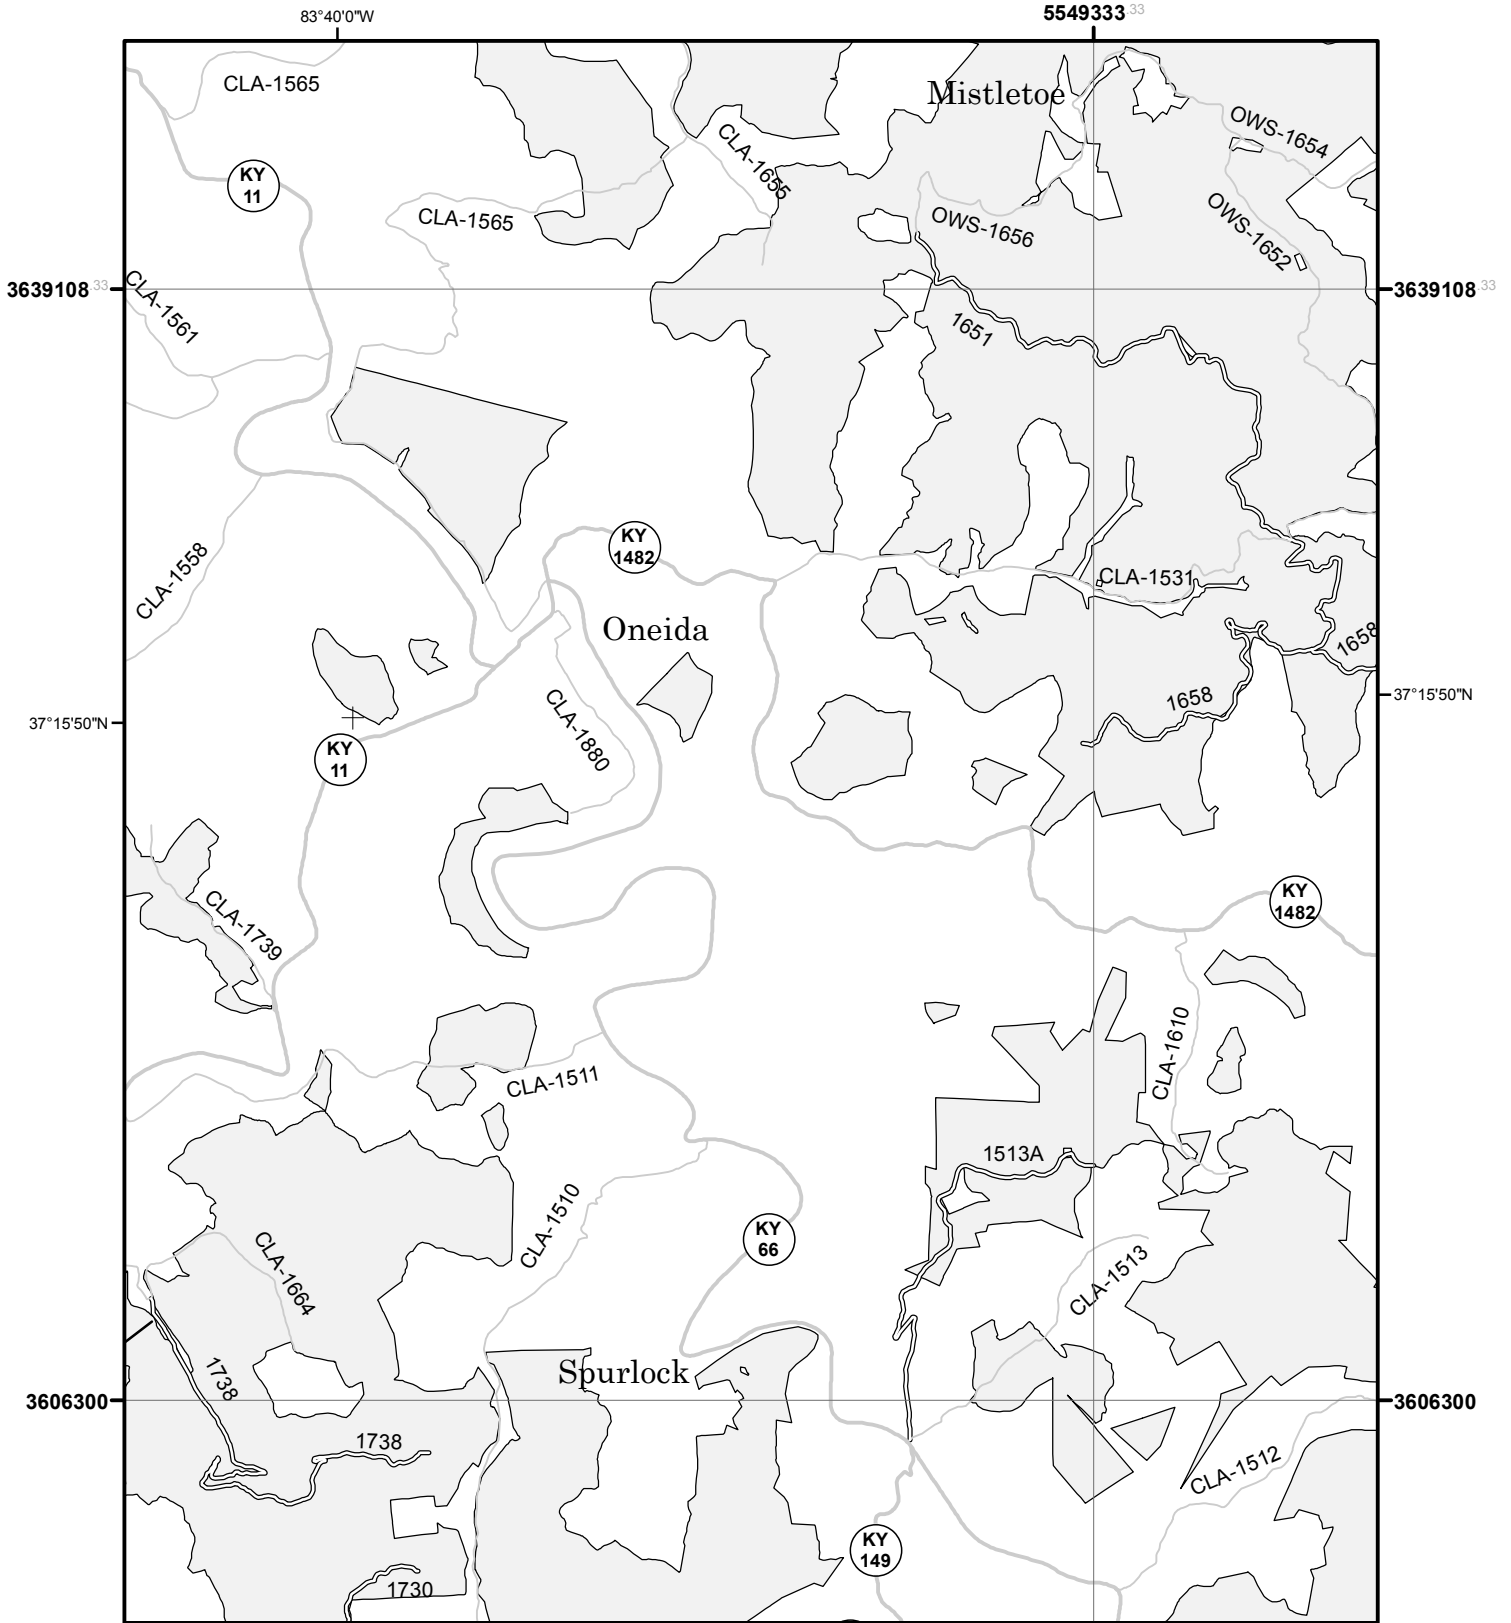 83°40'0"W
5549333.33
CLA-1565
Mistletoe
OWS-1654
CLA-1655
KY
11
CLA-1565
OWS-1656
OWS-1652
3639108.33
3639108.33
CLA-1561
1651
KY
1482
CLA-1558
CLA-1531
Oneida
1658
1658
CLA-1880
37°15'50"N
37°15'50"N
KY
11
KY
1482
CLA-1739
CLA-1610
CLA-1511
1513A
CLA-1510
KY
66
CLA-1664
CLA-1513
Spurlock
1738
3606300
3606300
1738
CLA-1512
KY
149
1730